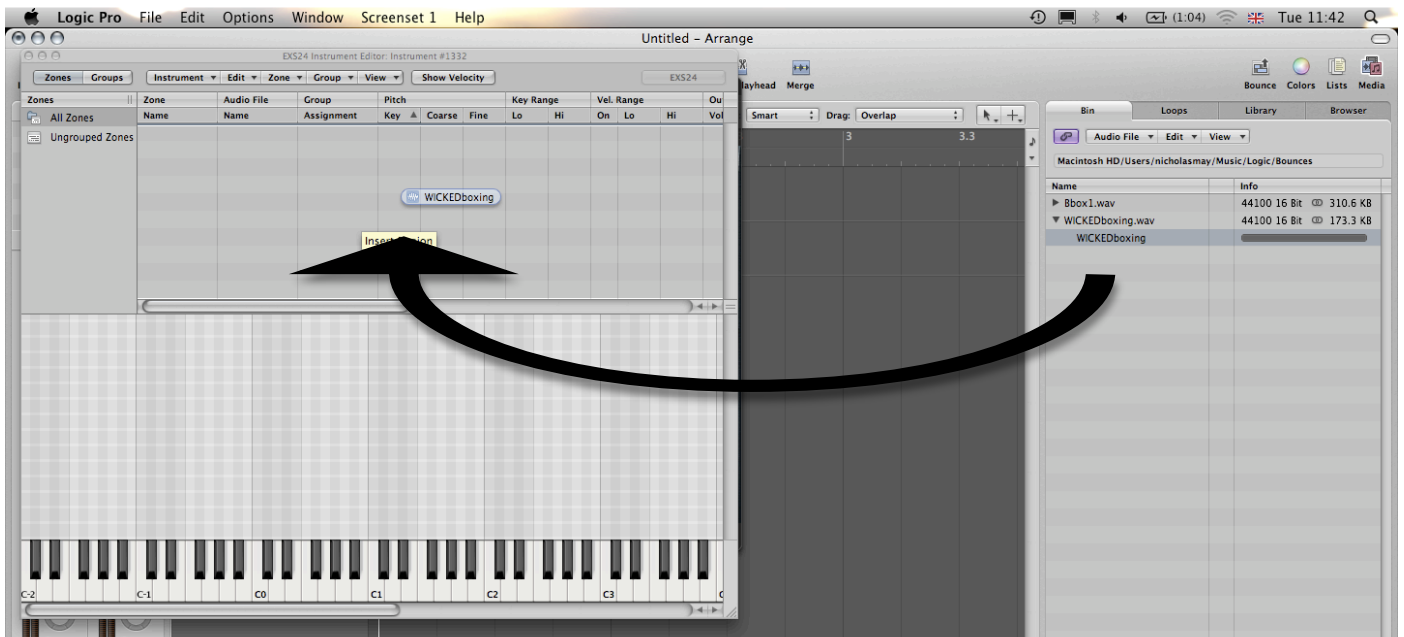 Logic Pro File Edit Options Window Screenset 1 Help (1:04) Tue 11:42
Untitled – Arrange
EXS24 Instrument Editor: Instrument #1332
Zones Groups Instrument Edit Zone Group View Show Velocity EXS24
Zones Zone Audio File Group Pitch Key Range Vel. Range Ou
All Zones Name Name Assignment Key Coarse Fine Lo Hi On Lo Hi Vol
Ungrouped Zones
WICKEDboxing
C-2 C-1 C0 C1 C2 C3
layhead Merge
Smart Drag: Overlap
3 3.3
Bounce Colors Lists Media
Bin Loops Library Browser
Audio File Edit View
Macintosh HD/Users/nicholasmay/Music/Logic/Bounces
Name Info
Bbox1.wav 44100 16 Bit 310.6 KB
WICKEDboxing.wav 44100 16 Bit 173.3 KB
WICKEDboxing